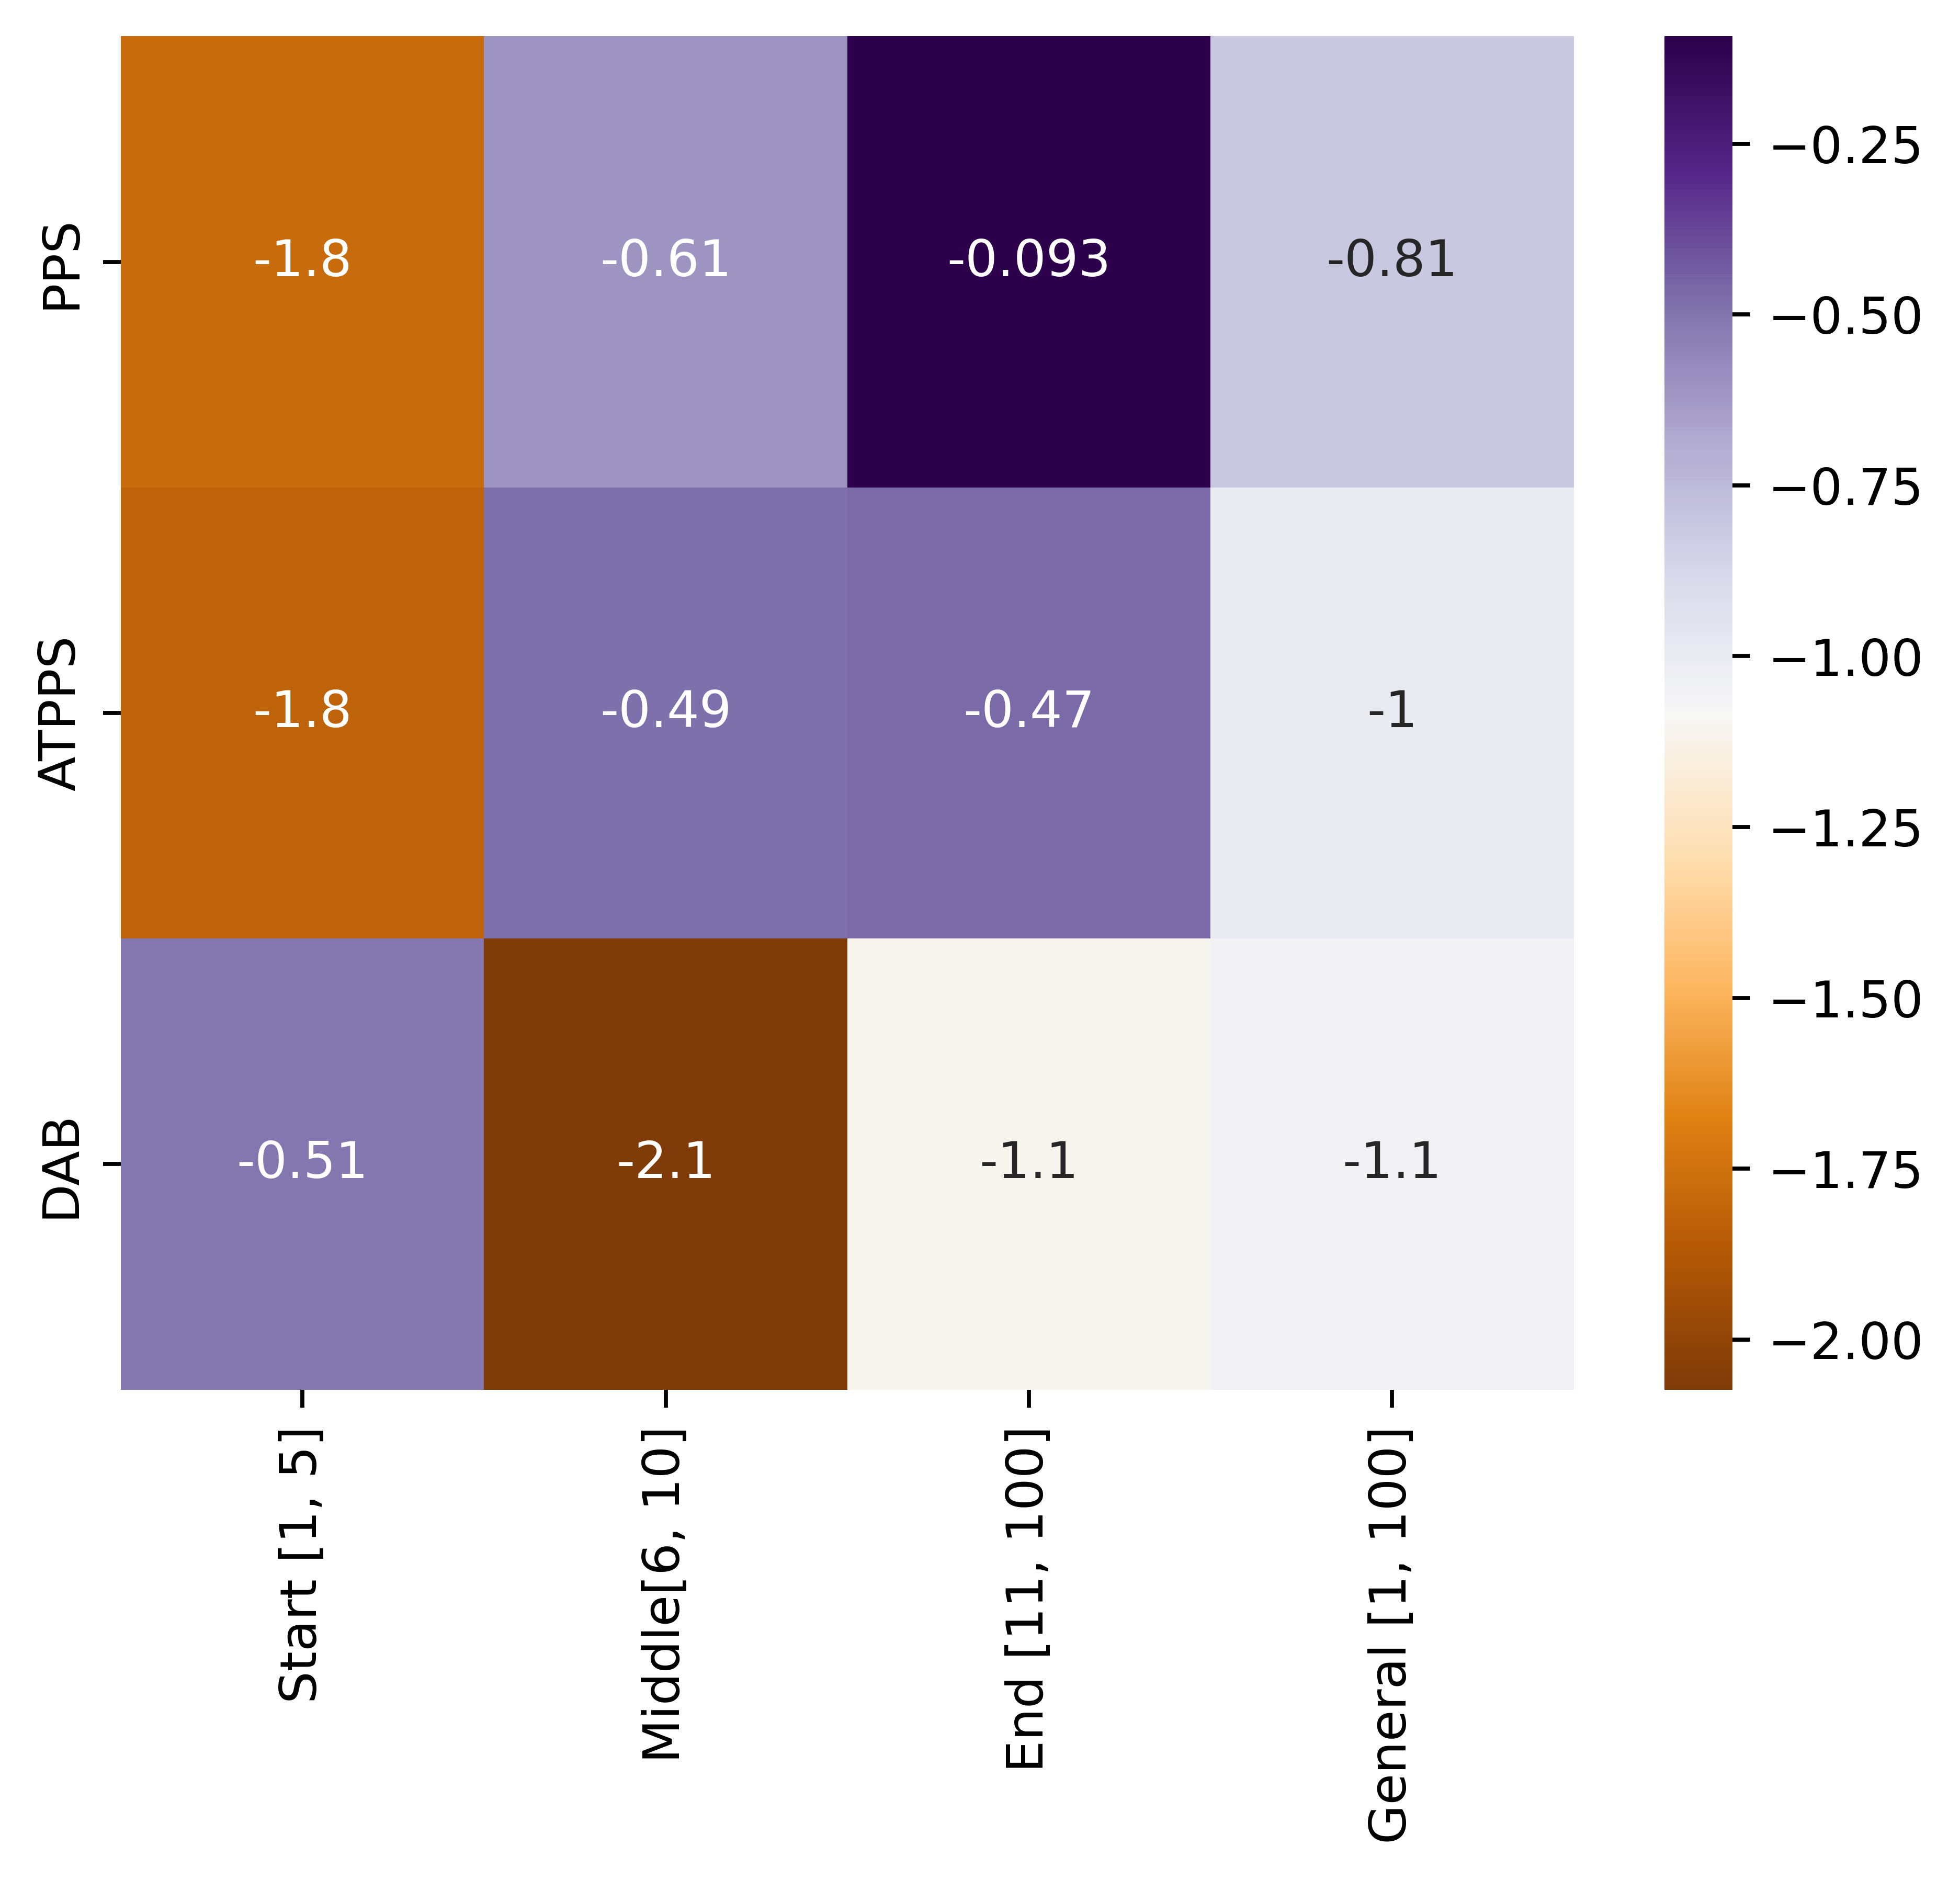 PPS
-1.8 -0.61 -0.093 -0.81
ATPPS
-1.8 -0.49 -0.47 -1
DAB
-0.51 -2.1 -1.1 -1.1
Start [1, 5]
Middle[6, 10]
End [11, 100]
General [1, 100]
−0.25
−0.50
−0.75
−1.00
−1.25
−1.50
−1.75
−2.00